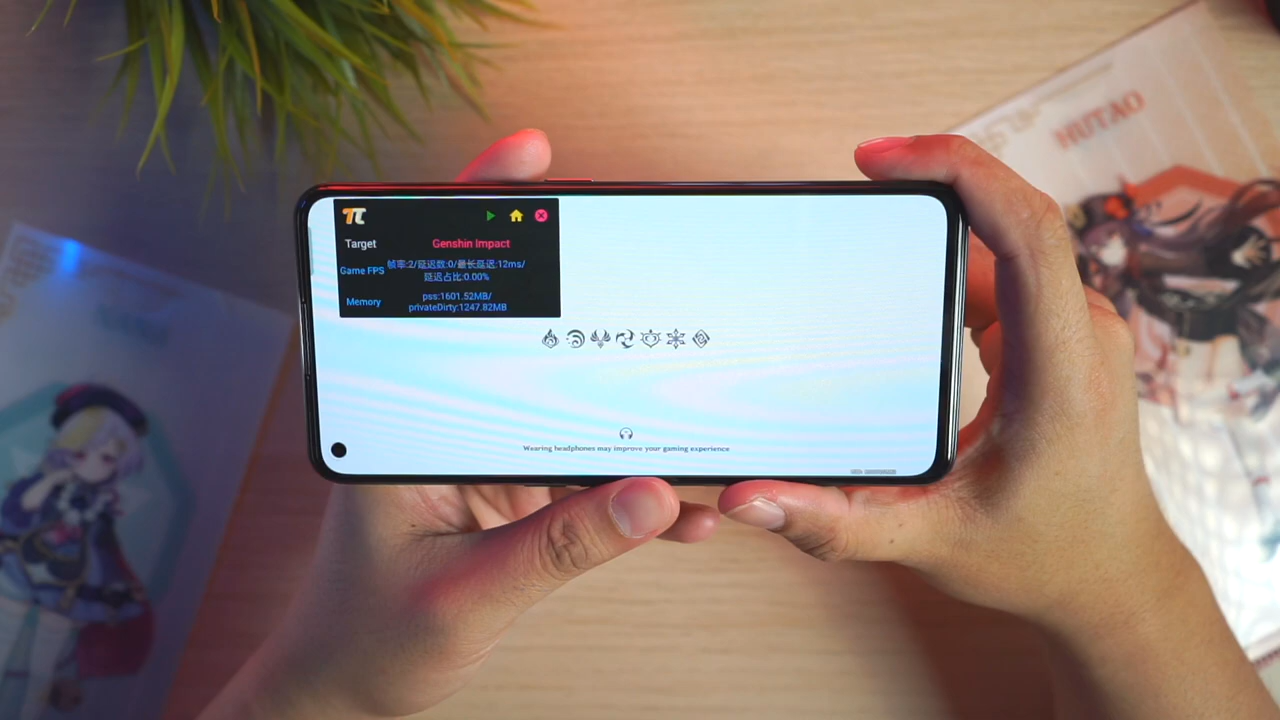 HUTAO
Target
Genshin Impact
Game FPS
帧率:2/延迟数:0/最长延迟:12ms/
延迟占比:0.00%
Memory
pss:1601.52MB/
privateDirty:1247.82MB
Wearing headphones may improve your gaming experience